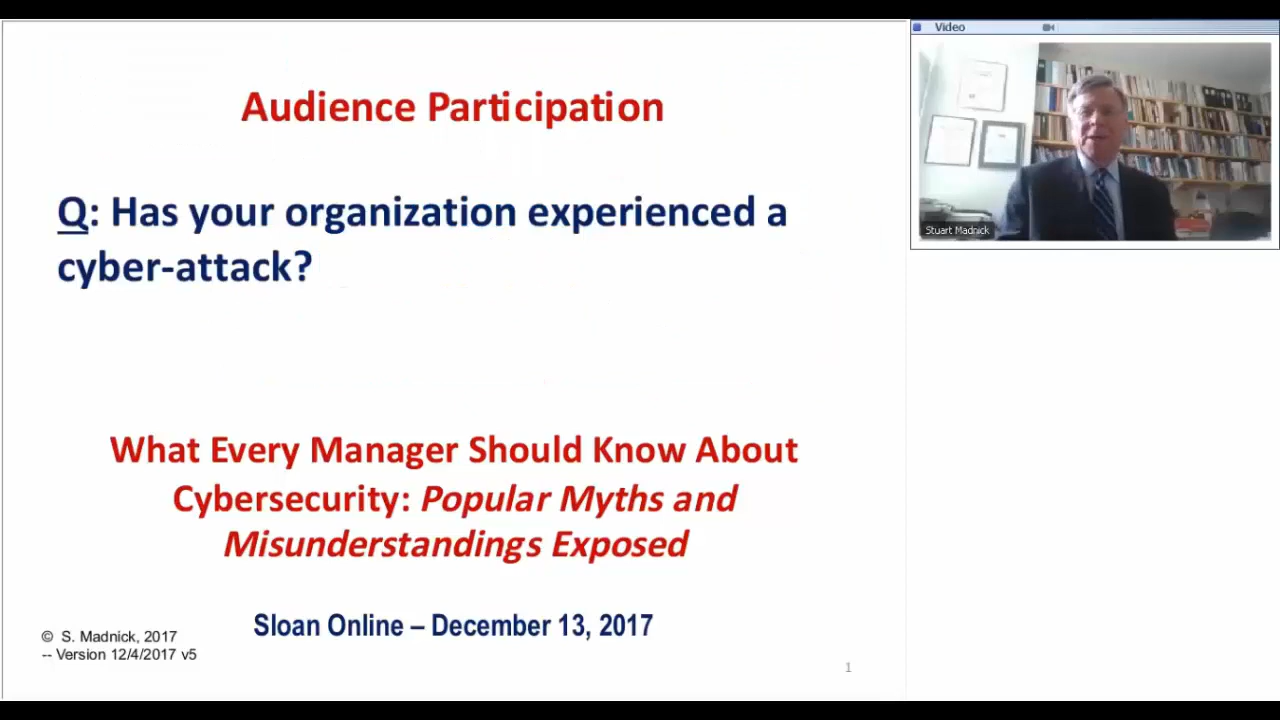 Audience Participation
Q: Has your organization experienced a
cyber-attack?
What Every Manager Should Know About
Cybersecurity: Popular Myths and
Misunderstandings Exposed
Sloan Online – December 13, 2017
© S. Madnick, 2017
-- Version 12/4/2017 v5
1
Video
Stuart Madnick